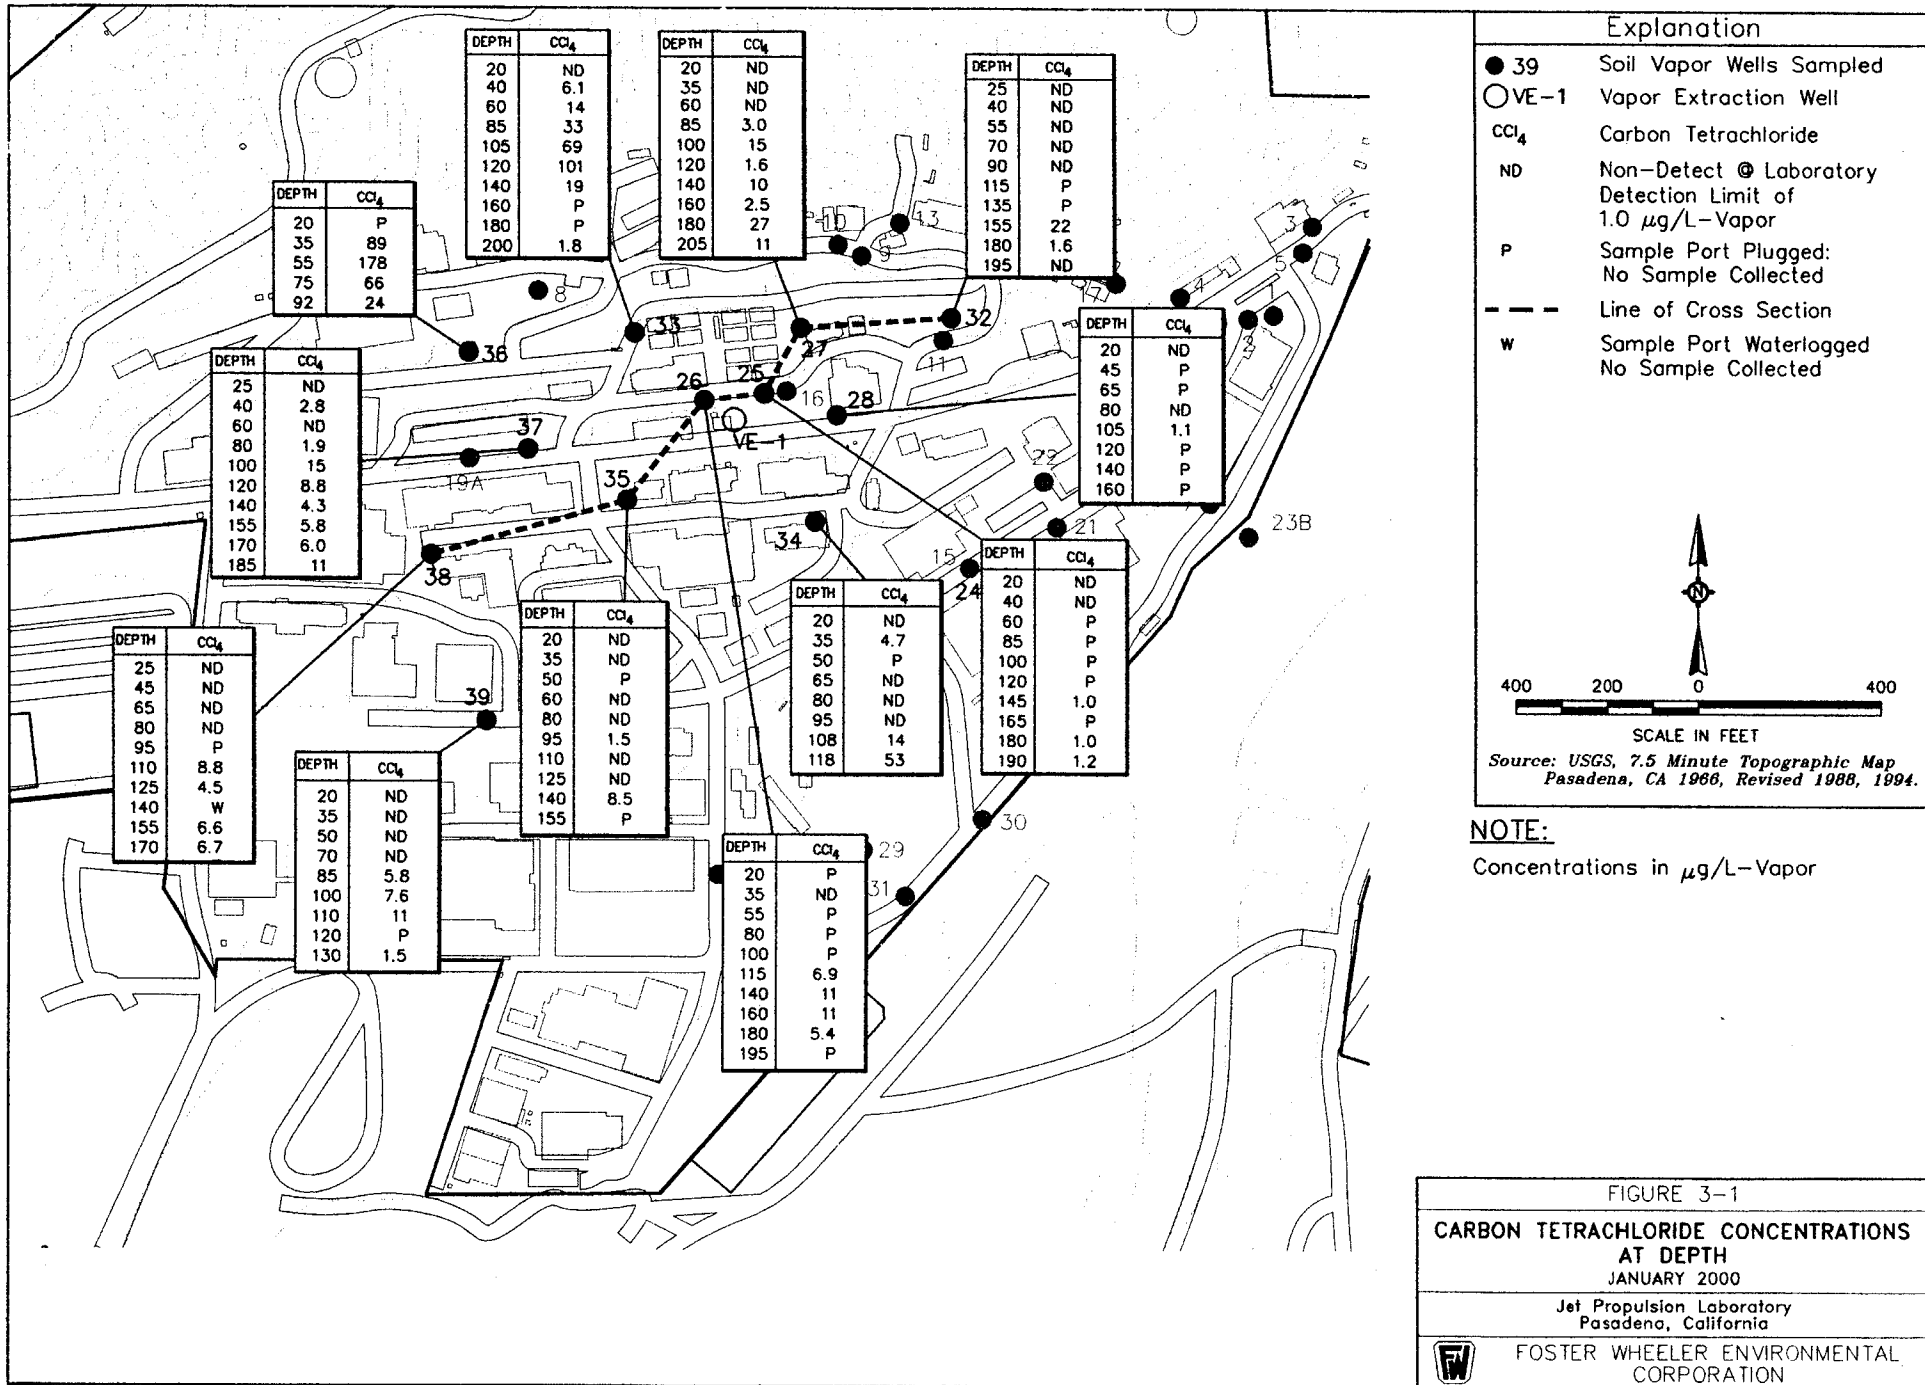 DEPTH CCl4
20 ND
40 6.1
60 14
85 33
105 69
120 101
140 19
160 P
180 P
200 1.8
DEPTH CCl4
20 ND
35 ND
60 ND
85 3.0
100 15
120 1.6
140 10
160 2.5
180 27
205 11
DEPTH CCl4
25 ND
40 ND
55 ND
70 ND
90 ND
115 P
135 P
155 22
180 1.6
195 ND
DEPTH CCl4
20 P
35 89
55 178
75 66
92 24
DEPTH CCl4
25 ND
40 2.8
60 ND
80 1.9
100 15
120 8.8
140 4.3
155 5.8
170 6.0
185 11
DEPTH CCl4
20 ND
45 P
65 P
80 ND
105 1.1
120 P
140 P
160 P
DEPTH CCl4
20 ND
40 ND
60 P
85 P
100 P
120 P
145 1.0
165 P
180 1.0
190 1.2
DEPTH CCl4
20 ND
35 4.7
50 P
65 ND
80 ND
95 ND
108 14
118 53
DEPTH CCl4
20 ND
35 ND
50 P
60 ND
80 ND
95 1.5
110 ND
125 ND
140 8.5
155 P
DEPTH CCl4
25 ND
45 ND
65 ND
80 ND
95 P
110 8.8
125 4.5
140 W
155 6.6
170 6.7
DEPTH CCl4
20 ND
35 ND
50 ND
70 ND
85 5.8
100 7.6
110 11
120 P
130 1.5
DEPTH CCl4
20 P
35 ND
55 P
80 P
100 P
115 6.9
140 11
160 11
180 5.4
195 P
10
13
9
3
5
8
17
4
1
2
33
27
32
11
36
26
25
16
28
VE-1
37
19A
35
22
21
23B
34
15
24
38
39
30
29
31
Explanation
39 Soil Vapor Wells Sampled
VE-1 Vapor Extraction Well
CCl4 Carbon Tetrachloride
ND Non-Detect @ Laboratory
Detection Limit of
1.0 μg/L-Vapor
P Sample Port Plugged:
No Sample Collected
Line of Cross Section
W Sample Port Waterlogged
No Sample Collected
N
400 200 0 400
SCALE IN FEET
Source: USGS, 7.5 Minute Topographic Map
Pasadena, CA 1966, Revised 1988, 1994.
NOTE:
Concentrations in μg/L-Vapor
FIGURE 3-1
CARBON TETRACHLORIDE CONCENTRATIONS
AT DEPTH
JANUARY 2000
Jet Propulsion Laboratory
Pasadena, California
FW
FOSTER WHEELER ENVIRONMENTAL
CORPORATION